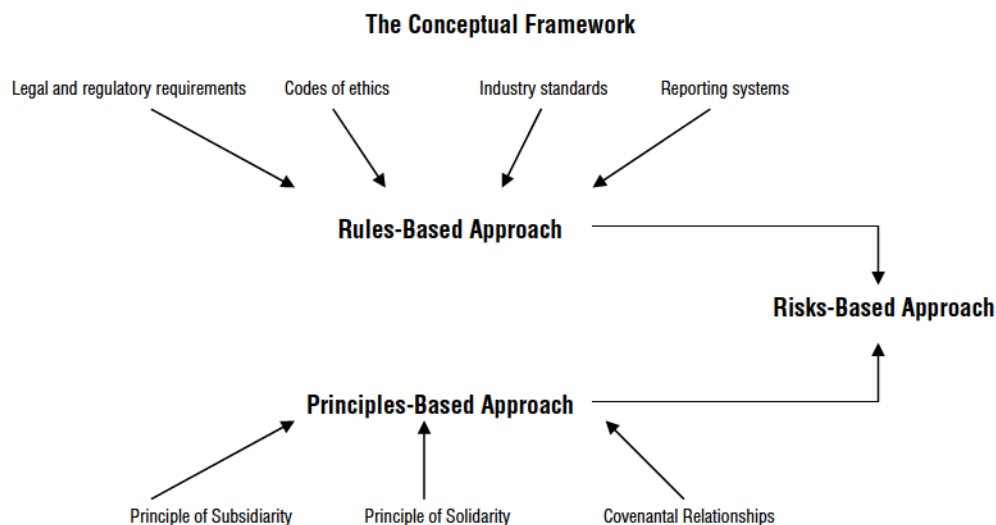 The Conceptual Framework
Legal and regulatory requirements
Codes of ethics
Industry standards
Reporting systems
Rules-Based Approach
Risks-Based Approach
Principles-Based Approach
Principle of Subsidiarity
Principle of Solidarity
Covenantal Relationships